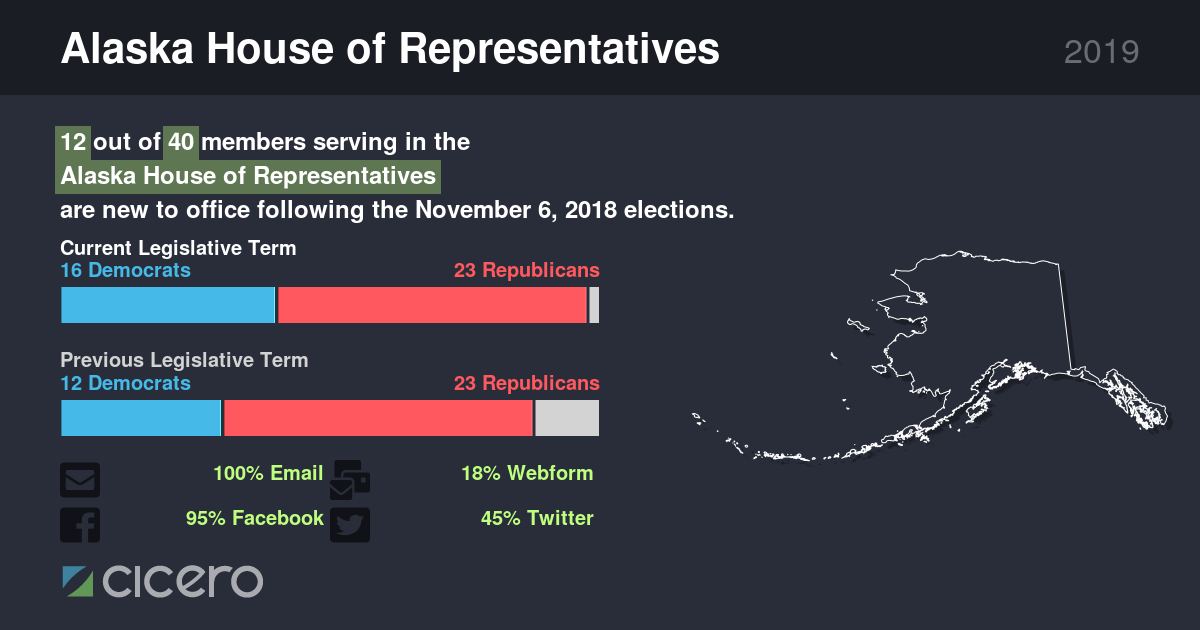 Alaska House of Representatives
2019
12 out of 40 members serving in the
Alaska House of Representatives
are new to office following the November 6, 2018 elections.
Current Legislative Term
16 Democrats 23 Republicans
Previous Legislative Term
12 Democrats 23 Republicans
100% Email 18% Webform
95% Facebook 45% Twitter
cicero